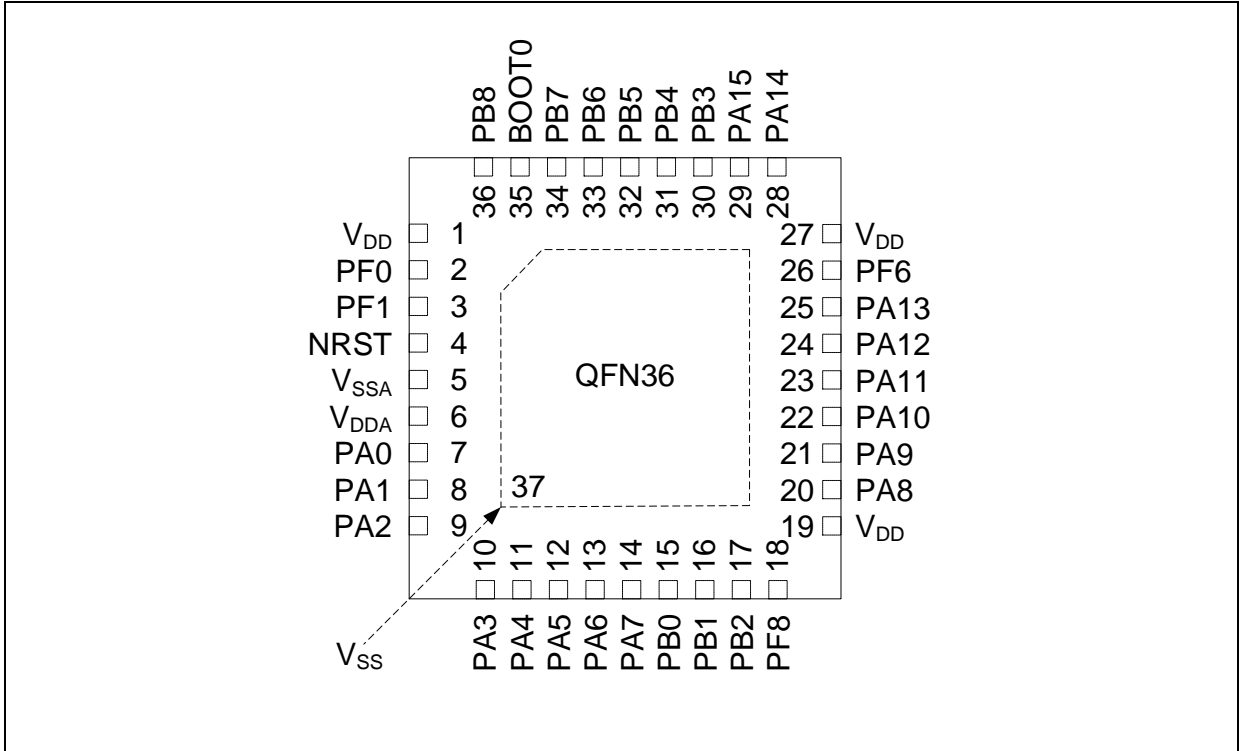 PB8
BOOT0
PB7
PB6
PB5
PB4
PB3
PA15
PA14
36
35
34
33
32
31
30
29
28
VDD 1
PF0 2
PF1 3
NRST 4
VSSA 5
VDDA 6
PA0 7
PA1 8
PA2 9
27 VDD
26 PF6
25 PA13
24 PA12
23 PA11
22 PA10
21 PA9
20 PA8
19 VDD
QFN36
37
10
11
12
13
14
15
16
17
18
PA3
PA4
PA5
PA6
PA7
PB0
PB1
PB2
PF8
VSS